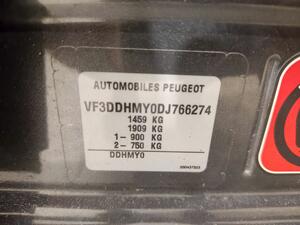 AUTOMOBILES PEUGEOT
VF3DDHMY0DJ766274
1459 KG
1909 KG
1- 900 KG
2- 750 KG
DDHMY0